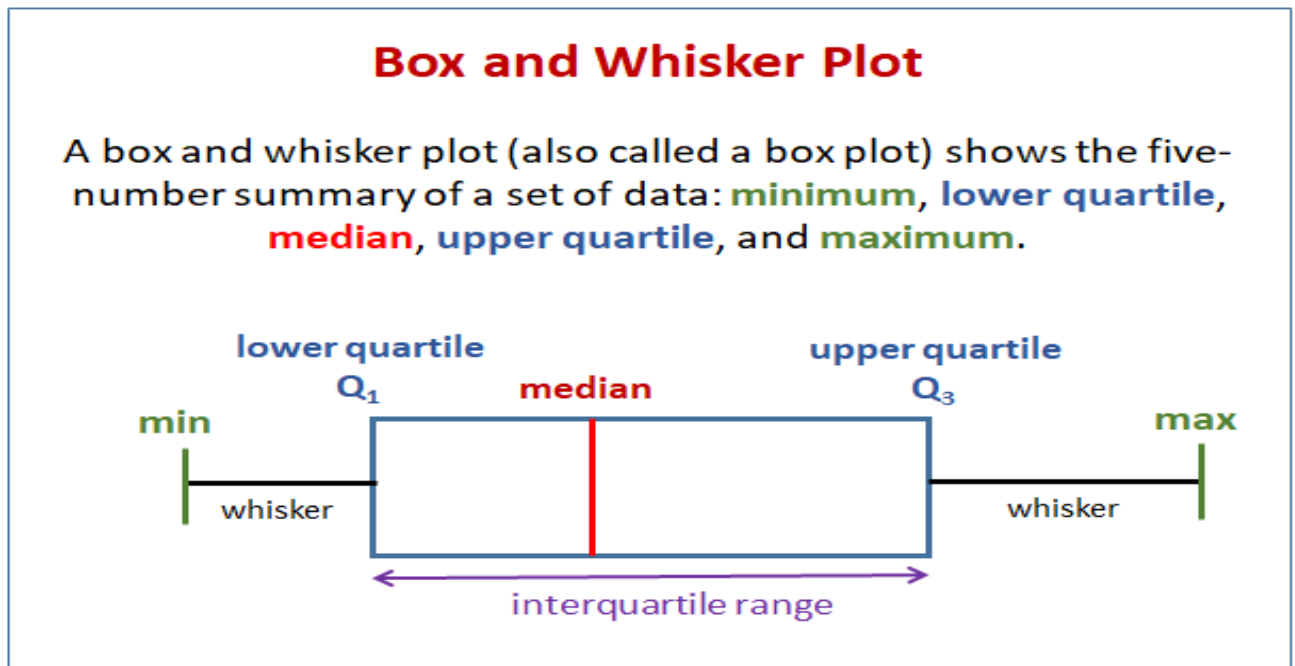 Box and Whisker Plot
A box and whisker plot (also called a box plot) shows the five-
number summary of a set of data: minimum, lower quartile,
median, upper quartile, and maximum.
lower quartile
Q₁
median
upper quartile
Q₃
min
max
whisker
whisker
interquartile range